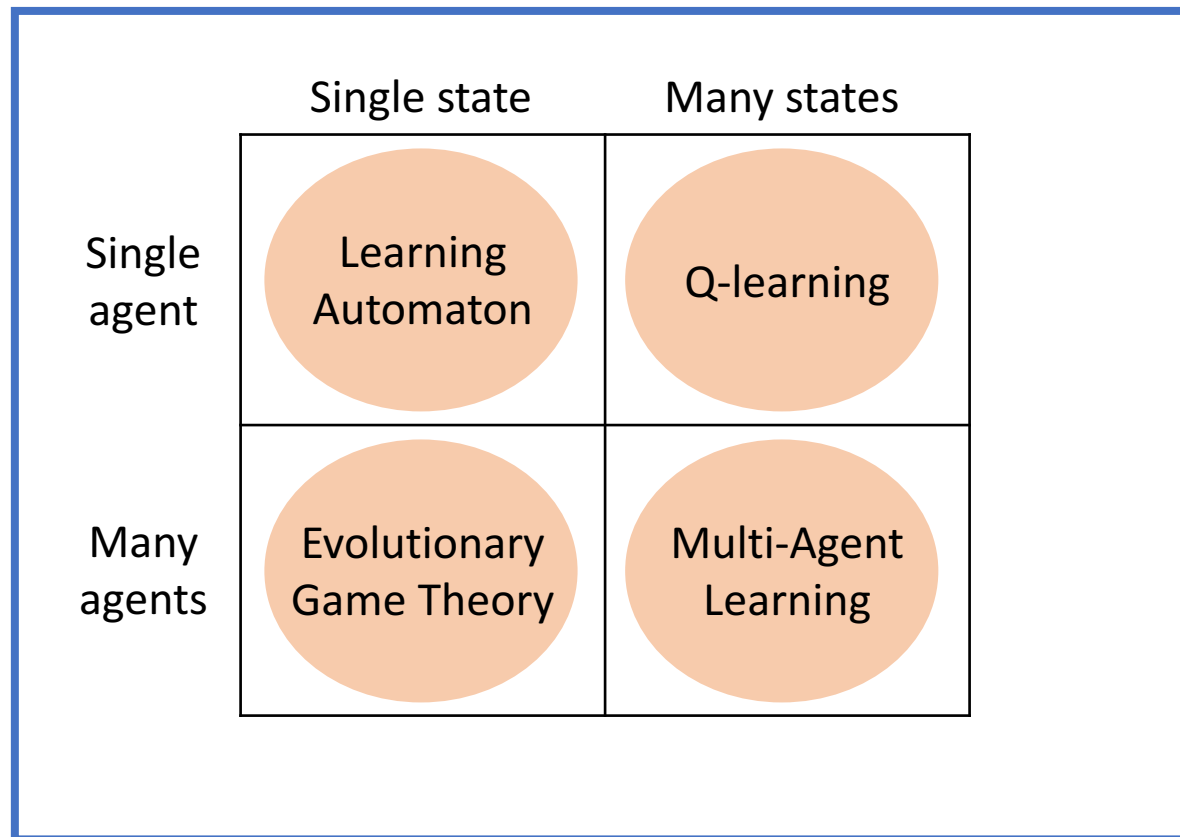 Single state
Many states
Single
agent
Learning
Automaton
Q-learning
Many
agents
Evolutionary
Game Theory
Multi-Agent
Learning